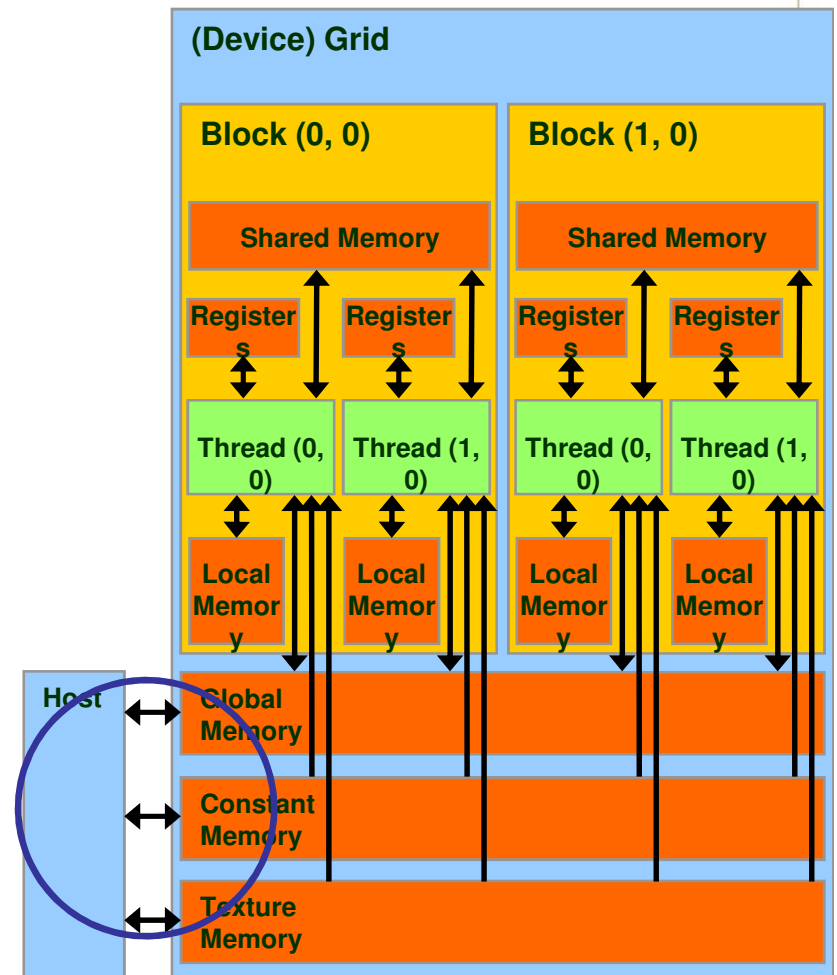 (Device) Grid
Block (0, 0)
Shared Memory
Register
s
Register
s
Thread (0,
0)
Thread (1,
0)
Local
Memor
y
Local
Memor
y
Block (1, 0)
Shared Memory
Register
s
Register
s
Thread (0,
0)
Thread (1,
0)
Local
Memor
y
Local
Memor
y
Host
Global
Memory
Constant
Memory
Texture
Memory